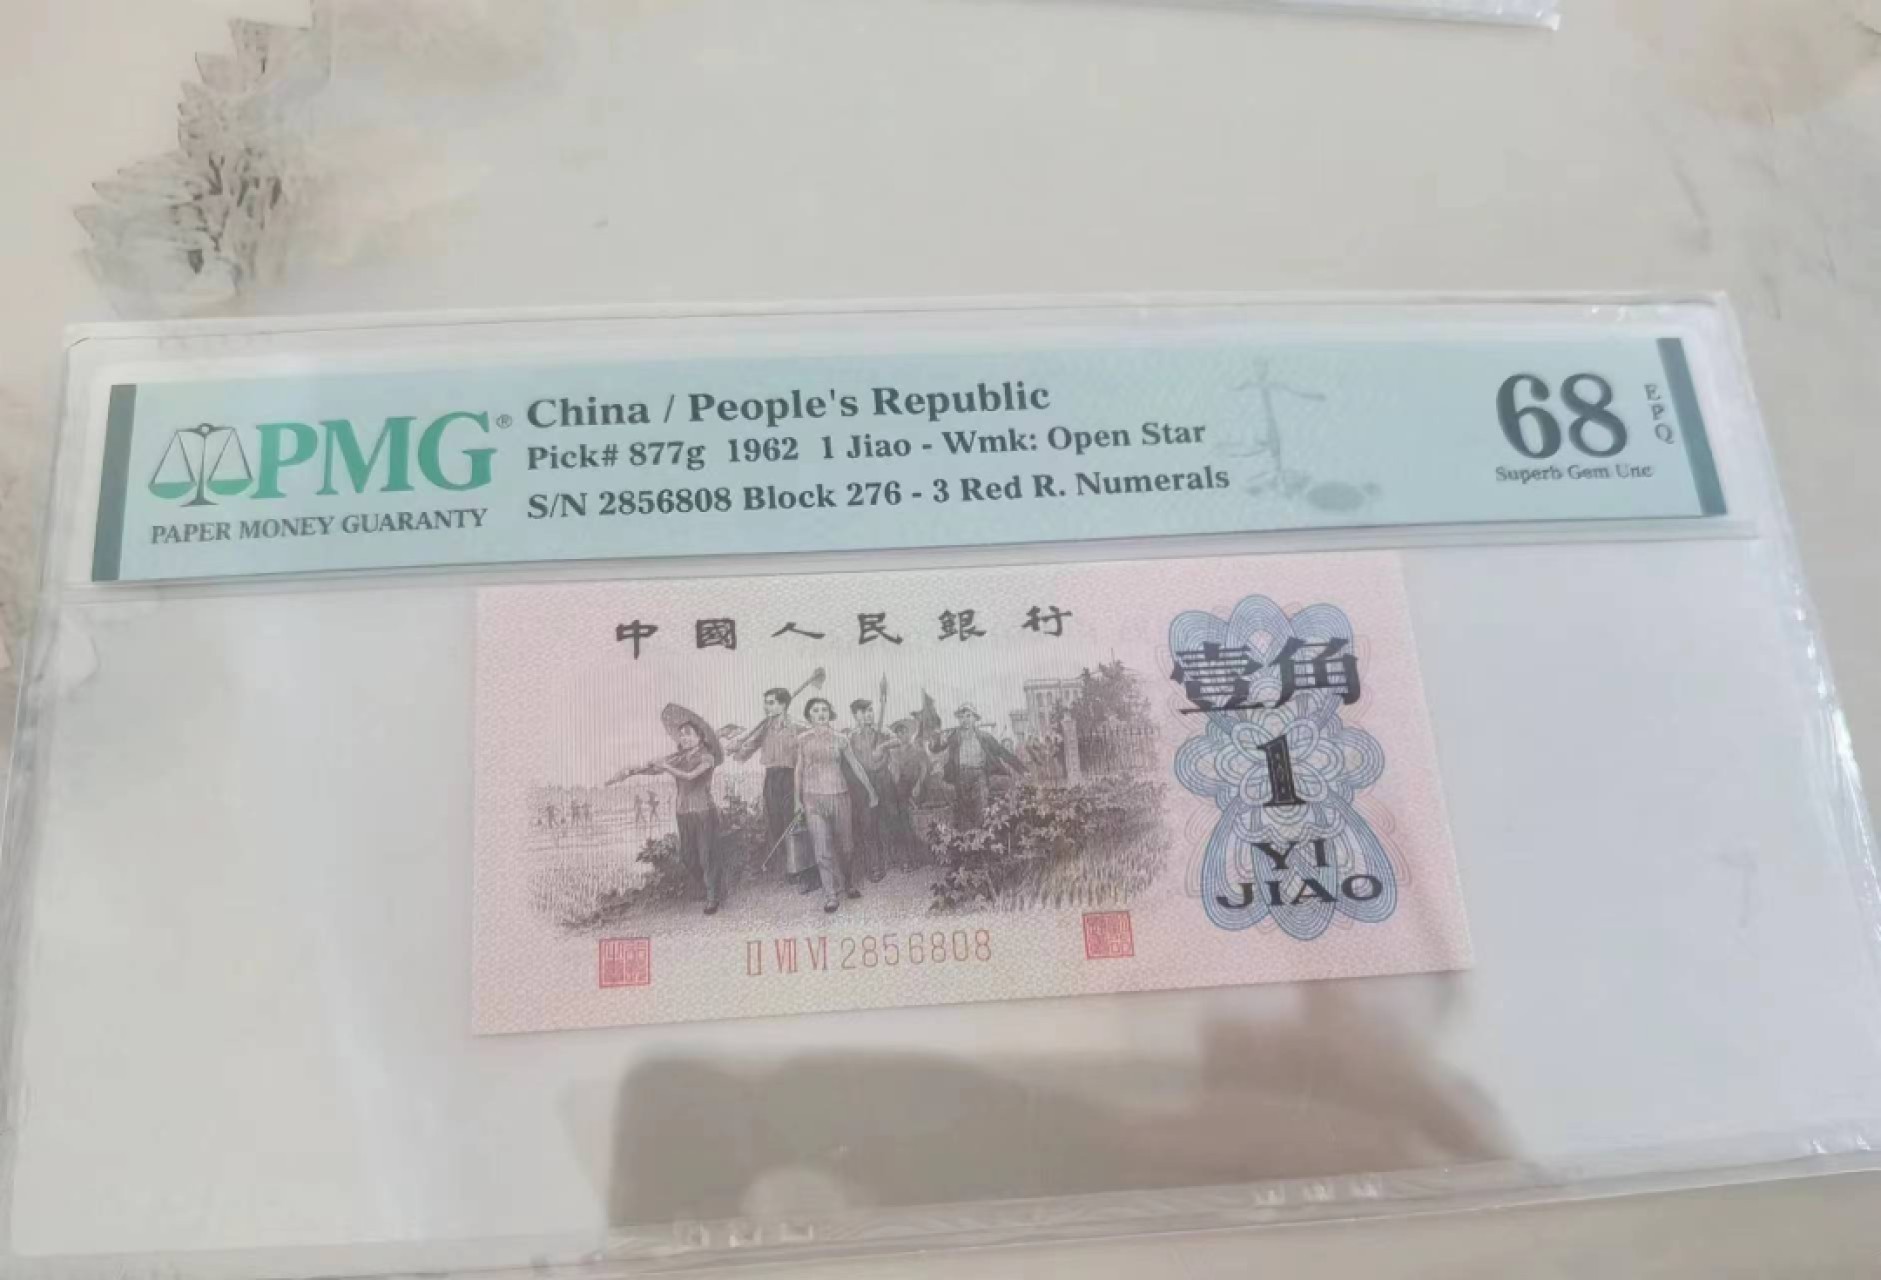 PMG®
PAPER MONEY GUARANTY
China / People's Republic
Pick# 877g 1962 1 Jiao - Wmk: Open Star
S/N 2856808 Block 276 - 3 Red R. Numerals
68 EPQ
Superb Gem Unc
中國人民銀行
壹角
1
YI
JIAO
II VII VI 2856808